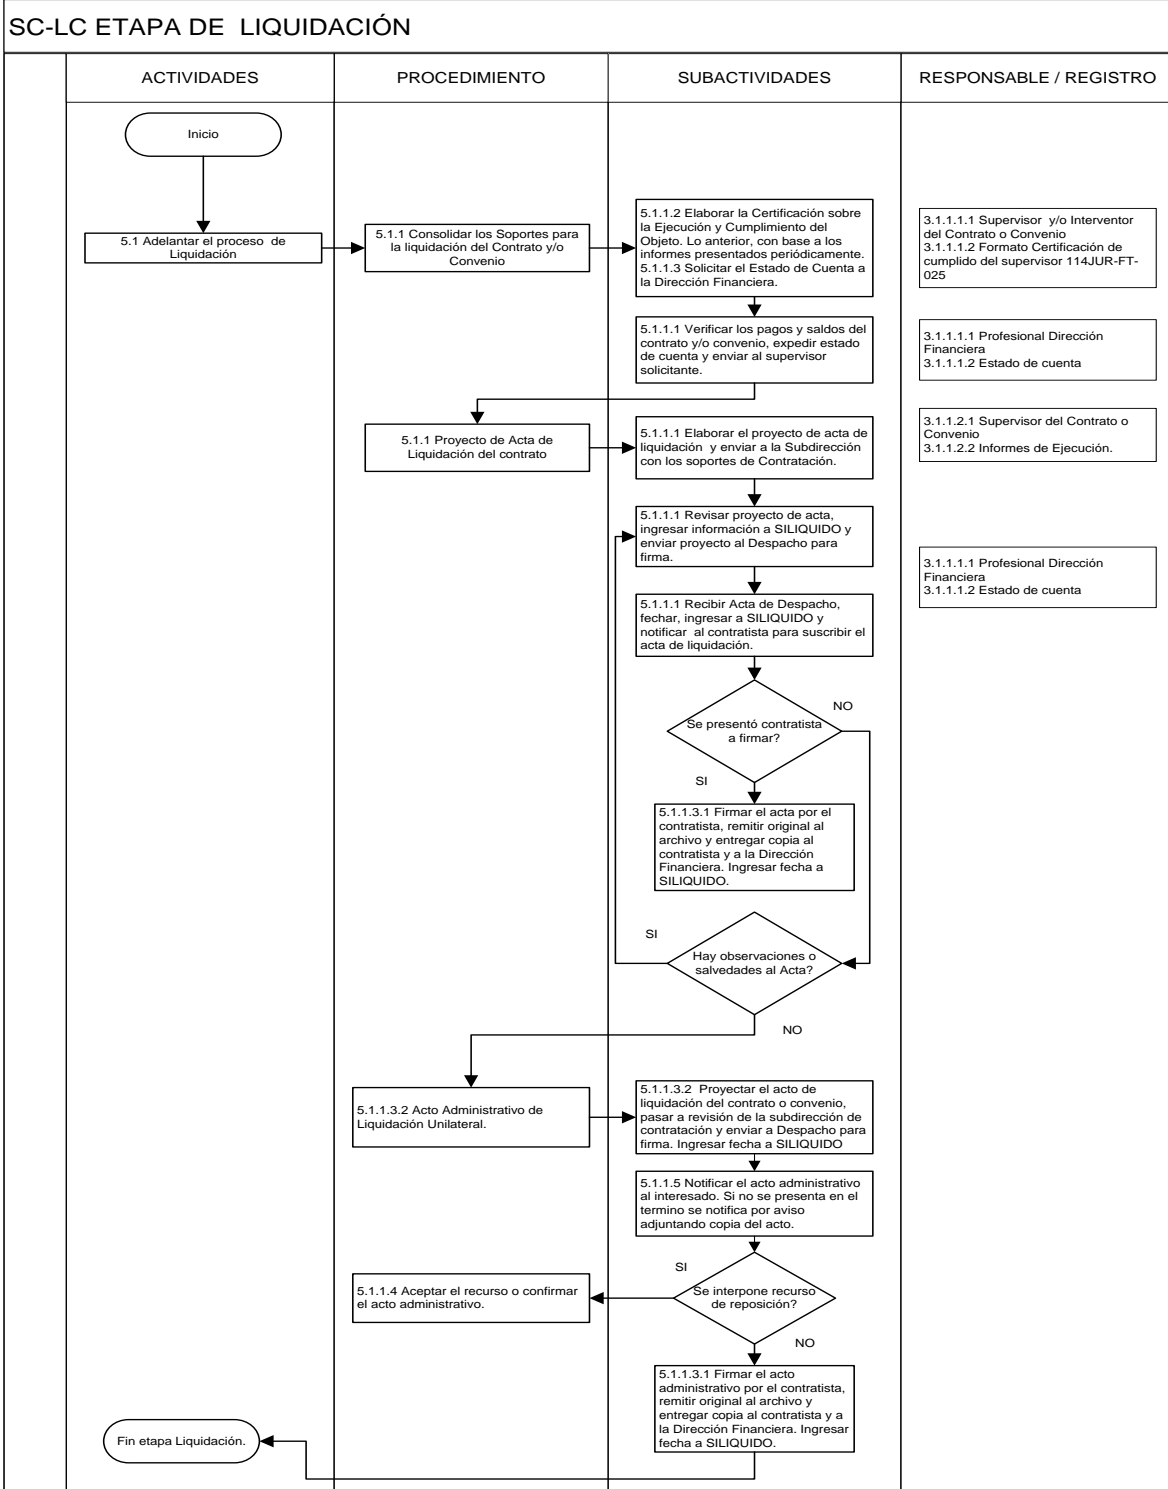 SC-LC ETAPA DE  LIQUIDACIÓN
ACTIVIDADES
PROCEDIMIENTO
SUBACTIVIDADES
RESPONSABLE / REGISTRO
Inicio
5.1 Adelantar el proceso  de
Liquidación
5.1.1 Consolidar los Soportes para
la liquidación del Contrato y/o
Convenio
5.1.1.2 Elaborar la Certificación sobre
la Ejecución y Cumplimiento del
Objeto. Lo anterior, con base a los
informes presentados periódicamente.
5.1.1.3 Solicitar el Estado de Cuenta a
la Dirección Financiera.
3.1.1.1.1 Supervisor  y/o Interventor
del Contrato o Convenio
3.1.1.1.2 Formato Certificación de
cumplido del supervisor 114JUR-FT-
025
5.1.1.1 Verificar los pagos y saldos del
contrato y/o convenio, expedir estado
de cuenta y enviar al supervisor
solicitante.
3.1.1.1.1 Profesional Dirección
Financiera
3.1.1.1.2 Estado de cuenta
5.1.1 Proyecto de Acta de
Liquidación del contrato
5.1.1.1 Elaborar el proyecto de acta de
liquidación  y enviar a la Subdirección
con los soportes de Contratación.
3.1.1.2.1 Supervisor del Contrato o
Convenio
3.1.1.2.2 Informes de Ejecución.
5.1.1.1 Revisar proyecto de acta,
ingresar información a SILIQUIDO y
enviar proyecto al Despacho para
firma.
3.1.1.1.1 Profesional Dirección
Financiera
3.1.1.1.2 Estado de cuenta
5.1.1.1 Recibir Acta de Despacho,
fechar, ingresar a SILIQUIDO y
notificar  al contratista para suscribir el
acta de liquidación.
Se presentó contratista
a firmar?
NO
SI
5.1.1.3.1 Firmar el acta por el
contratista, remitir original al
archivo y entregar copia al
contratista y a la Dirección
Financiera. Ingresar fecha a
SILIQUIDO.
SI
Hay observaciones o
salvedades al Acta?
NO
5.1.1.3.2 Acto Administrativo de
Liquidación Unilateral.
5.1.1.3.2  Proyectar el acto de
liquidación del contrato o convenio,
pasar a revisión de la subdirección de
contratación y enviar a Despacho para
firma. Ingresar fecha a SILIQUIDO
5.1.1.5 Notificar el acto administrativo
al interesado. Si no se presenta en el
termino se notifica por aviso
adjuntando copia del acto.
SI
5.1.1.4 Aceptar el recurso o confirmar
el acto administrativo.
Se interpone recurso
de reposición?
NO
5.1.1.3.1 Firmar el acto
administrativo por el contratista,
remitir original al archivo y
entregar copia al contratista y a
la Dirección Financiera. Ingresar
fecha a SILIQUIDO.
Fin etapa Liquidación.